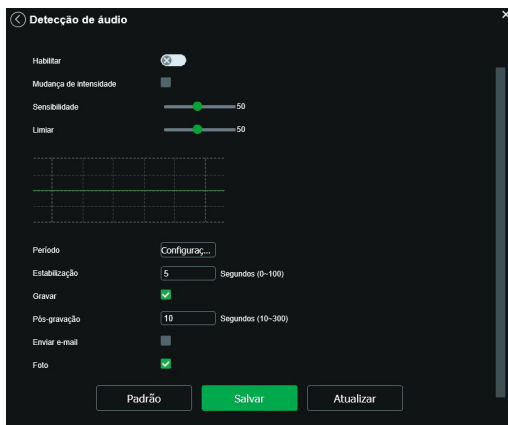 Detecção de áudio
Habilitar
Mudança de intensidade
Sensibilidade 50
Limiar 50
Período Configuraç...
Estabilização 5 Segundos (0~100)
Gravar
Pós-gravação 10 Segundos (10~300)
Enviar e-mail
Foto
Padrão Salvar Atualizar